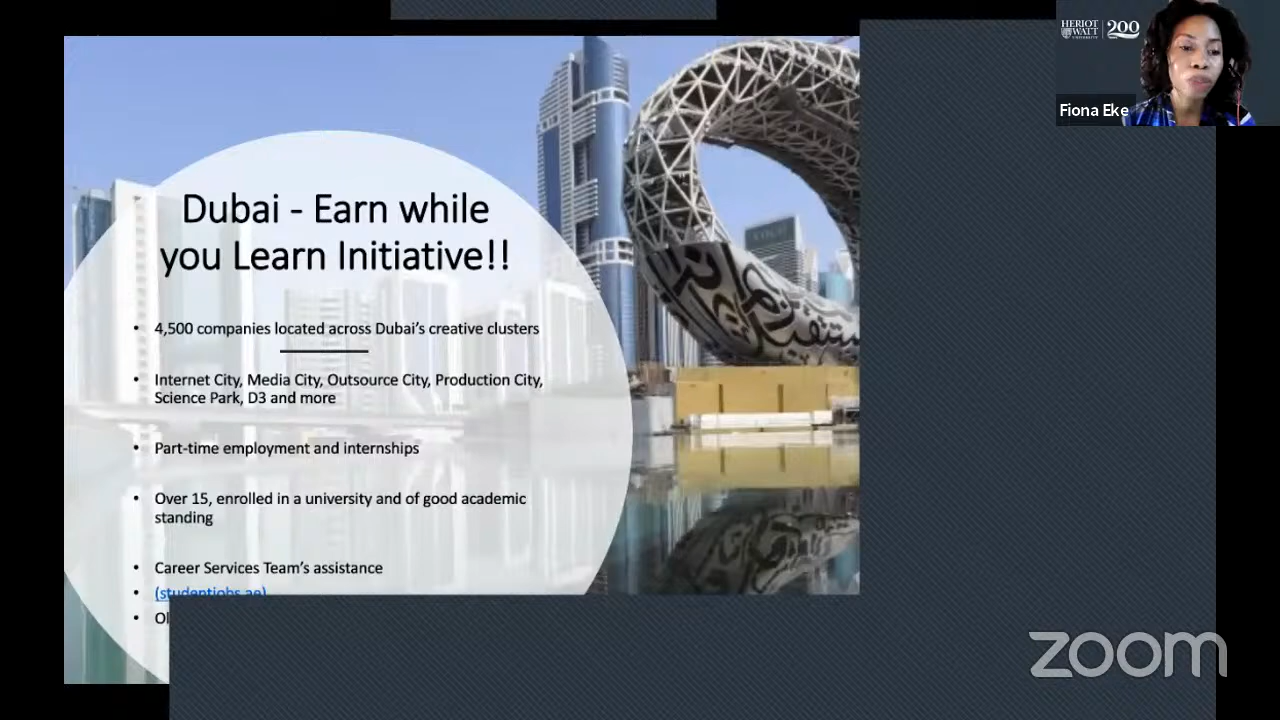 HERIOT
WATT
UNIVERSITY
200
Fiona Eke
Dubai - Earn while
you Learn Initiative!!
• 4,500 companies located across Dubai's creative clusters
• Internet City, Media City, Outsource City, Production City,
Science Park, D3 and more
• Part-time employment and internships
• Over 15, enrolled in a university and of good academic
standing
• Career Services Team's assistance
• (studentjobs.ae)
zoom